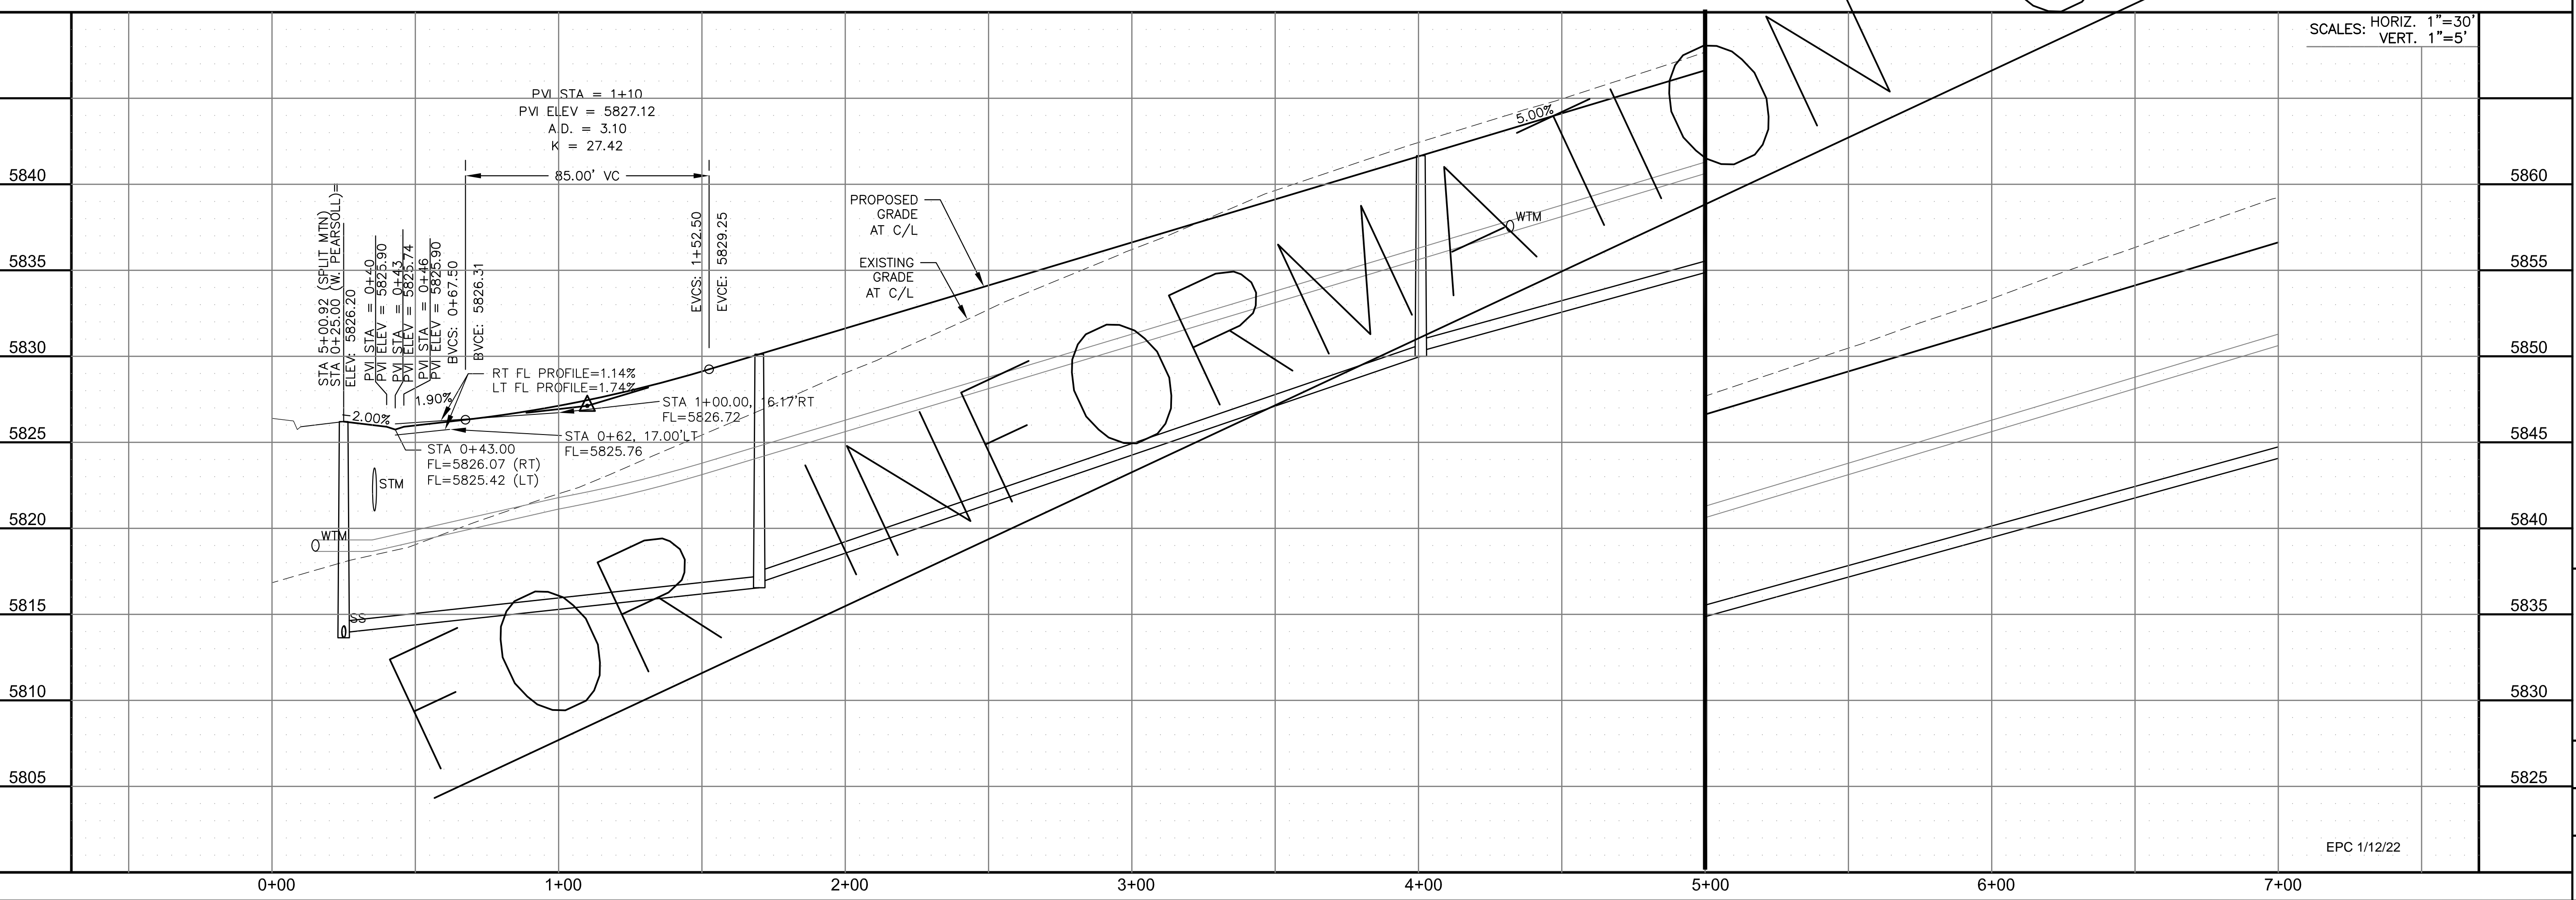 SCALES: HORIZ. 1"=30'
VERT. 1"=5'
PVI STA = 1+10
PVI ELEV = 5827.12
A.D. = 3.10
K = 27.42
85.00' VC
STA 5+00.92 (SPLIT MTN)
STA 0+25.00 (W. PEARSOLL)=
ELEV: 5826.20
PVI STA = 0+40
PVI ELEV = 5825.90
PVI STA = 0+43
PVI ELEV = 5825.74
PVI STA = 0+46
PVI ELEV = 5825.90
BVCS: 0+67.50
BVCE: 5826.31
EVCS: 1+52.50
EVCE: 5829.25
PROPOSED
GRADE
AT C/L
EXISTING
GRADE
AT C/L
5.00%
WTM
RT FL PROFILE=1.14%
LT FL PROFILE=1.74%
1.90%
-2.00%
STA 1+00.00, 16.17'RT
FL=5826.72
STA 0+62, 17.00'LT
FL=5825.76
STA 0+43.00
FL=5826.07 (RT)
FL=5825.42 (LT)
STM
WTM
SS
FOR INFORMATION
5840
5835
5830
5825
5820
5815
5810
5805
5860
5855
5850
5845
5840
5835
5830
5825
EPC 1/12/22
0+00 1+00 2+00 3+00 4+00 5+00 6+00 7+00